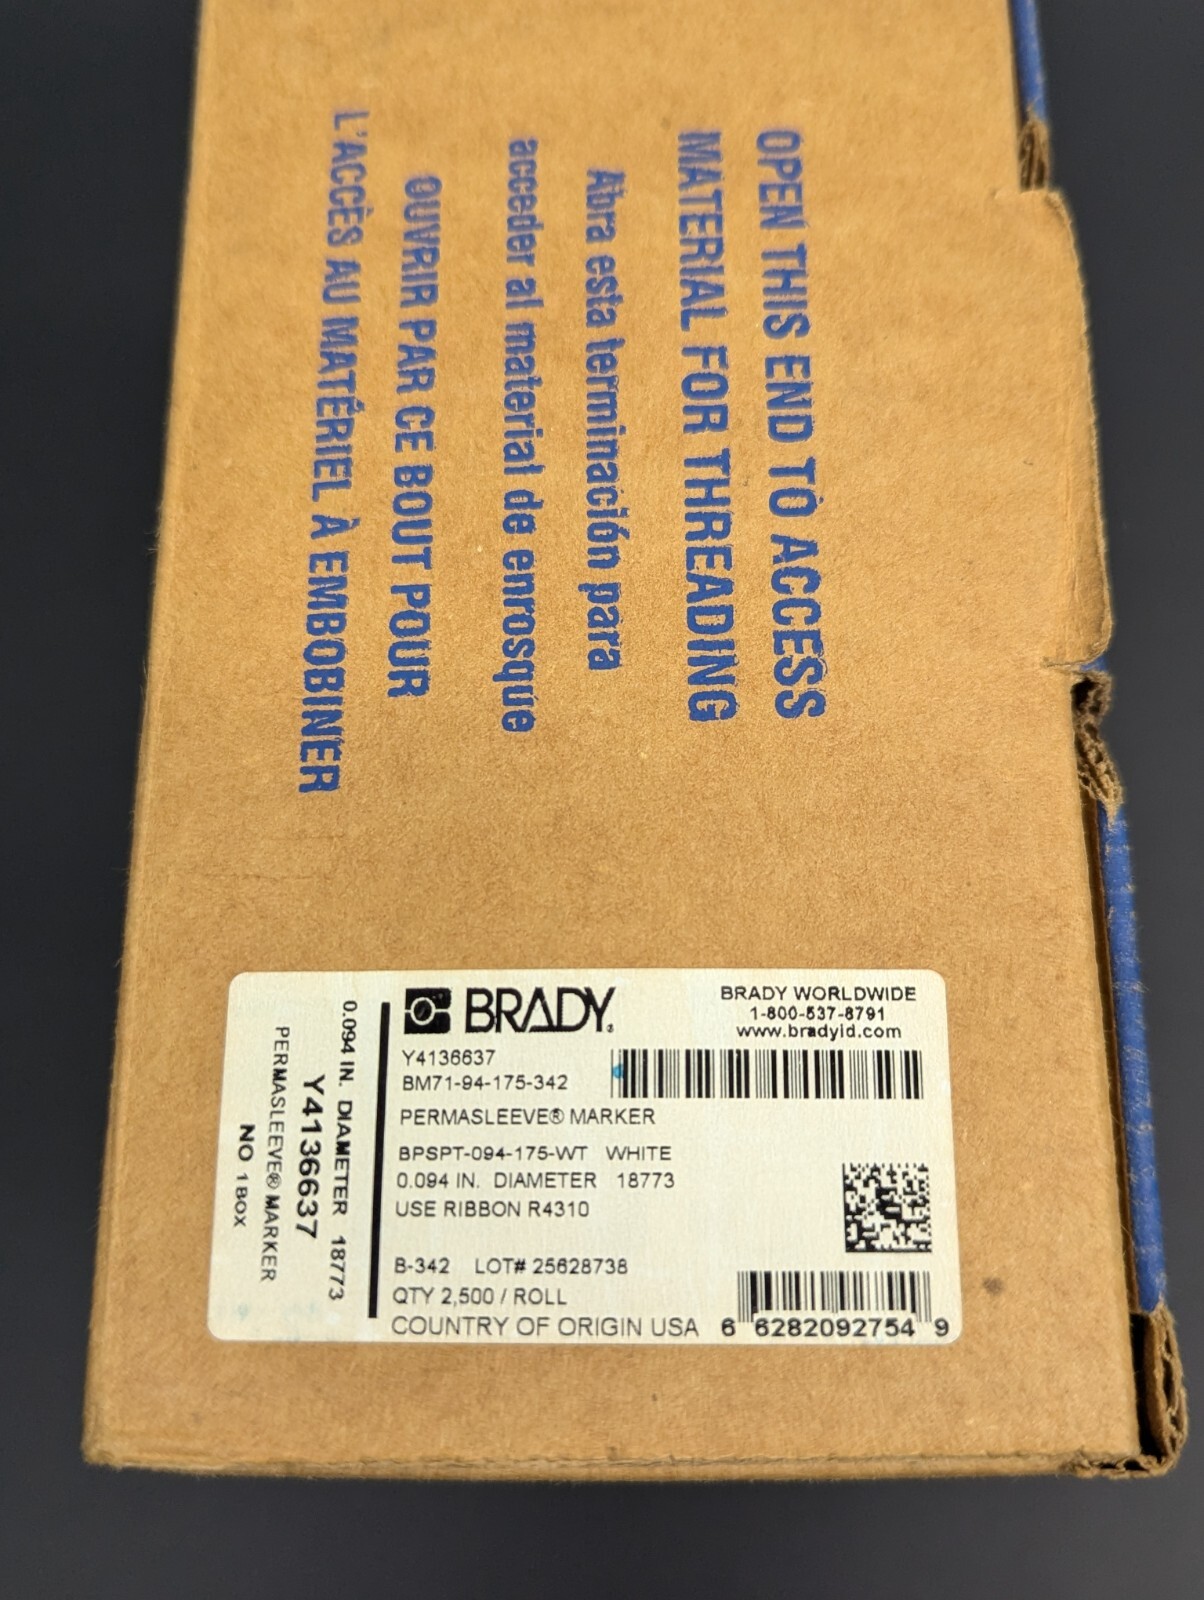 OPEN THIS END TO ACCESS
MATERIAL FOR THREADING
Abra esta terminación para
acceder al material de enrosque
OUVRIR PAR CE BOUT POUR
L'ACCÈS AU MATÉRIEL À EMBOBINER
BRADY
BRADY WORLDWIDE
1-800-537-8791
www.bradyid.com
Y4136637
BM71-94-175-342
PERMASLEEVE® MARKER
BPSPT-094-175-WT WHITE
0.094 IN. DIAMETER 18773
USE RIBBON R4310
B-342 LOT# 25628738
QTY 2,500 / ROLL
COUNTRY OF ORIGIN USA
6 6282092754 9
0.094 IN. DIAMETER 18773
Y4136637
PERMASLEEVE® MARKER
NO 1 BOX